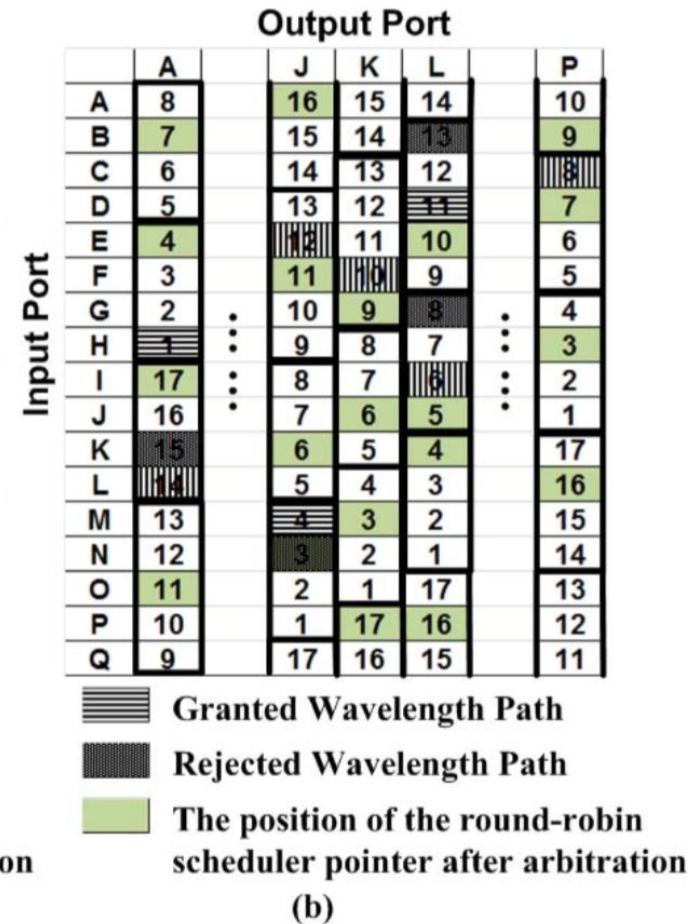 Output Port
A J K L P
A 8 16 15 14 10
B 7 15 14 13 9
C 6 14 13 12 8
D 5 13 12 11 7
E 4 12 11 10 6
F 3 11 10 9 5
G 2 10 9 8 4
H 1 9 8 7 3
I 17 8 7 6 2
J 16 7 6 5 1
K 15 6 5 4 17
L 14 5 4 3 16
M 13 4 3 2 15
N 12 3 2 1 14
O 11 2 1 17 13
P 10 1 17 16 12
Q 9 17 16 15 11
Input Port
Granted Wavelength Path
Rejected Wavelength Path
The position of the round-robin
on scheduler pointer after arbitration
(b)